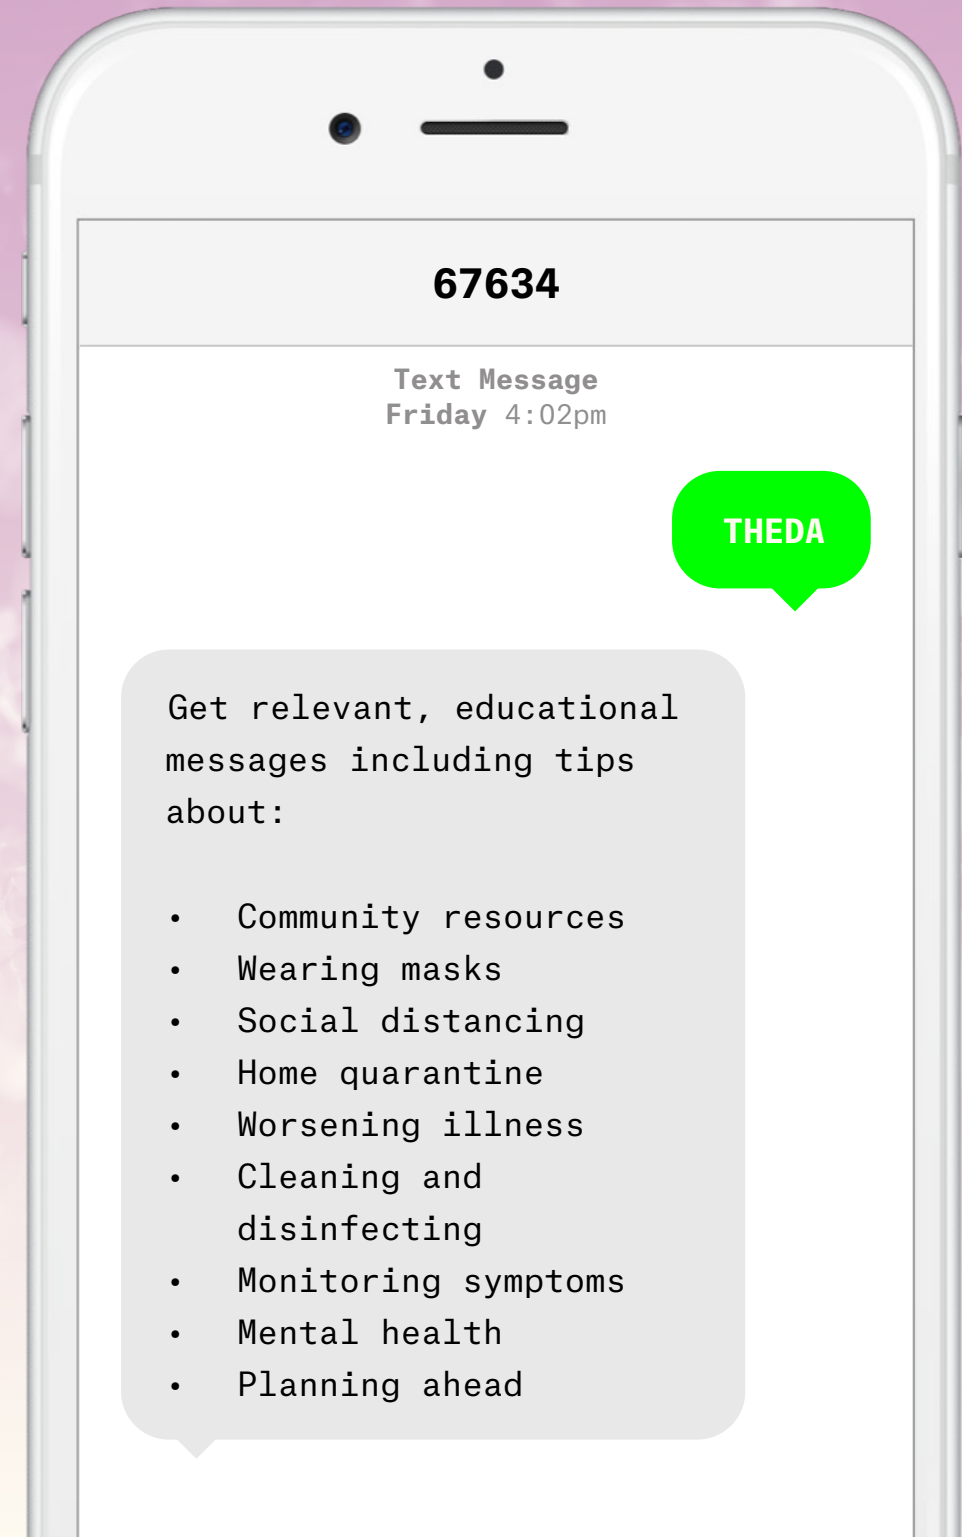 67634
Text Message
Friday 4:02pm
THEDA
Get relevant, educational
messages including tips
about:
• Community resources
• Wearing masks
• Social distancing
• Home quarantine
• Worsening illness
• Cleaning and
disinfecting
• Monitoring symptoms
• Mental health
• Planning ahead